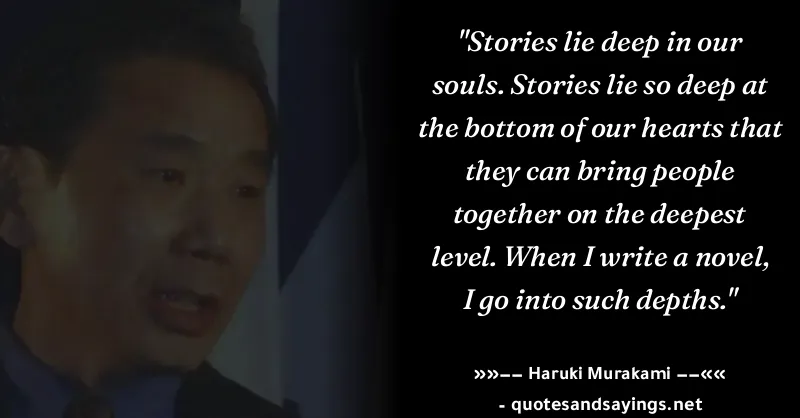 "Stories lie deep in our
souls. Stories lie so deep at
the bottom of our hearts that
they can bring people
together on the deepest
level. When I write a novel,
I go into such depths."
»»−− Haruki Murakami −−««
- quotesandsayings.net